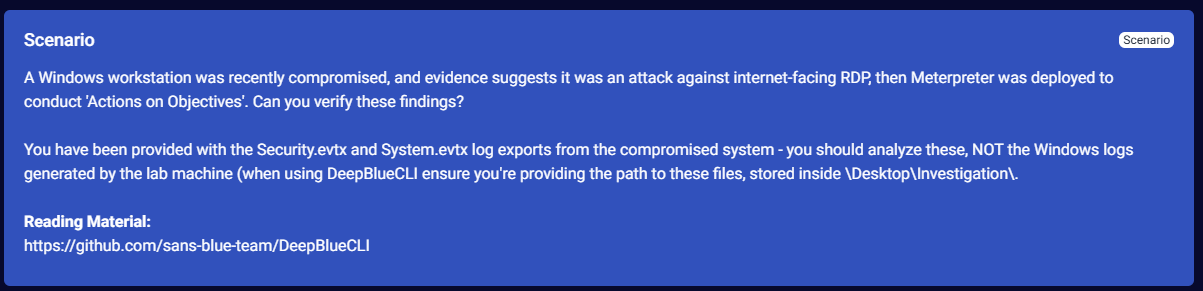 Scenario
Scenario
A Windows workstation was recently compromised, and evidence suggests it was an attack against internet-facing RDP, then Meterpreter was deployed to
conduct 'Actions on Objectives'. Can you verify these findings?
You have been provided with the Security.evtx and System.evtx log exports from the compromised system - you should analyze these, NOT the Windows logs
generated by the lab machine (when using DeepBlueCLI ensure you're providing the path to these files, stored inside \Desktop\Investigation\.
Reading Material:
https://github.com/sans-blue-team/DeepBlueCLI